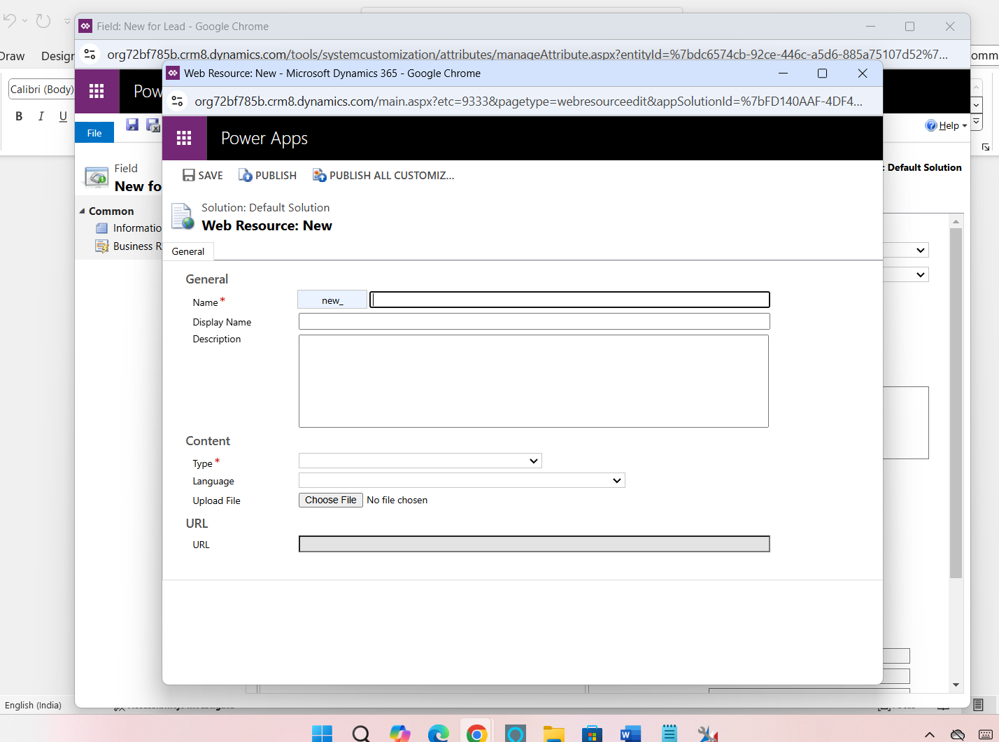 Field: New for Lead - Google Chrome
Draw Design
org72bf785b.crm8.dynamics.com/tools/systemcustomization/attributes/manageAttribute.aspx?entityId=%7bdc6574cb-92ce-446c-a5d6-885a75107d52%7...
Web Resource: New - Microsoft Dynamics 365 - Google Chrome
Calibri (Body)
org72bf785b.crm8.dynamics.com/main.aspx?etc=9333&pagetype=webresourceedit&appSolutionId=%7bFD140AAF-4DF4...
B I U
File
Power Apps
Help
Field
New fo
: Default Solution
SAVE PUBLISH PUBLISH ALL CUSTOMIZ...
Common
Informatio
Business R
Solution: Default Solution
Web Resource: New
General
General
Name* new_
Display Name
Description
Content
Type*
Language
Upload File Choose File No file chosen
URL
URL
English (India)